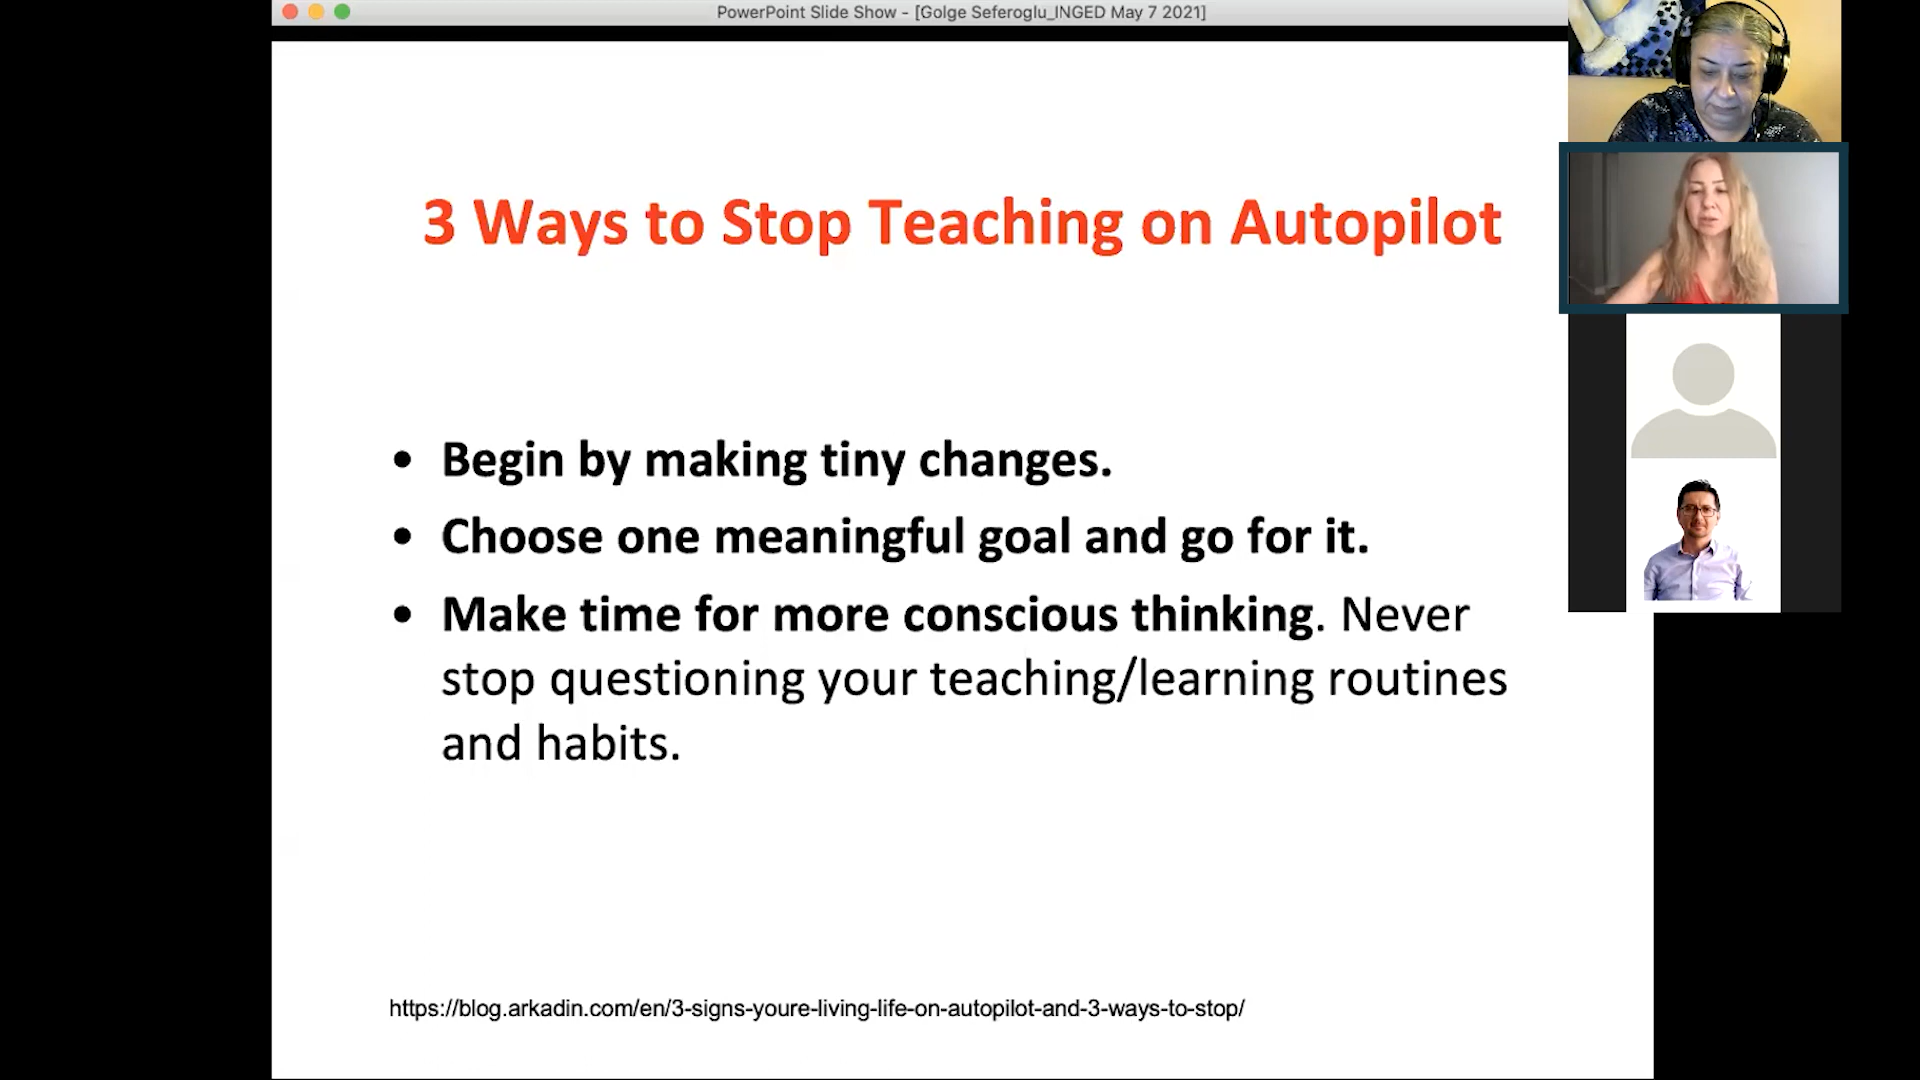 PowerPoint Slide Show - [Golge Seferoglu_INGED May 7 2021]
3 Ways to Stop Teaching on Autopilot
• Begin by making tiny changes.
• Choose one meaningful goal and go for it.
• Make time for more conscious thinking. Never
stop questioning your teaching/learning routines
and habits.
https://blog.arkadin.com/en/3-signs-youre-living-life-on-autopilot-and-3-ways-to-stop/